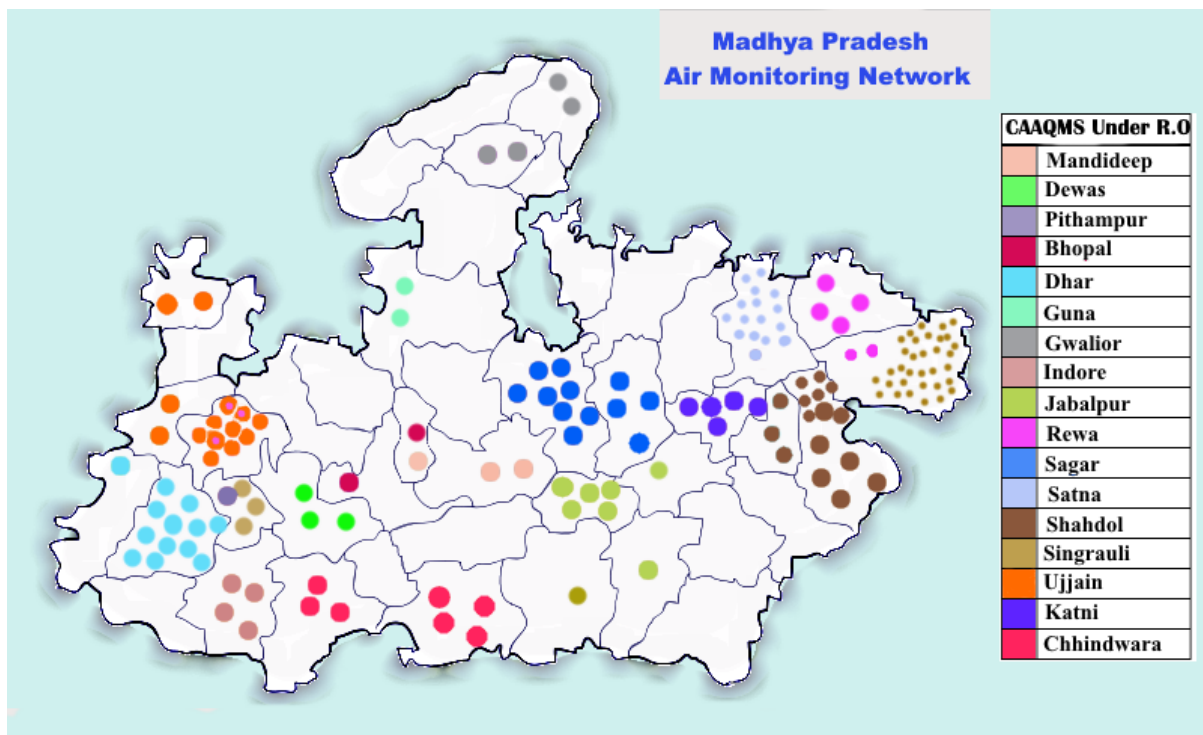 Madhya Pradesh
Air Monitoring Network
CAAQMS Under R.O
Mandideep
Dewas
Pithampur
Bhopal
Dhar
Guna
Gwalior
Indore
Jabalpur
Rewa
Sagar
Satna
Shahdol
Singrauli
Ujjain
Katni
Chhindwara